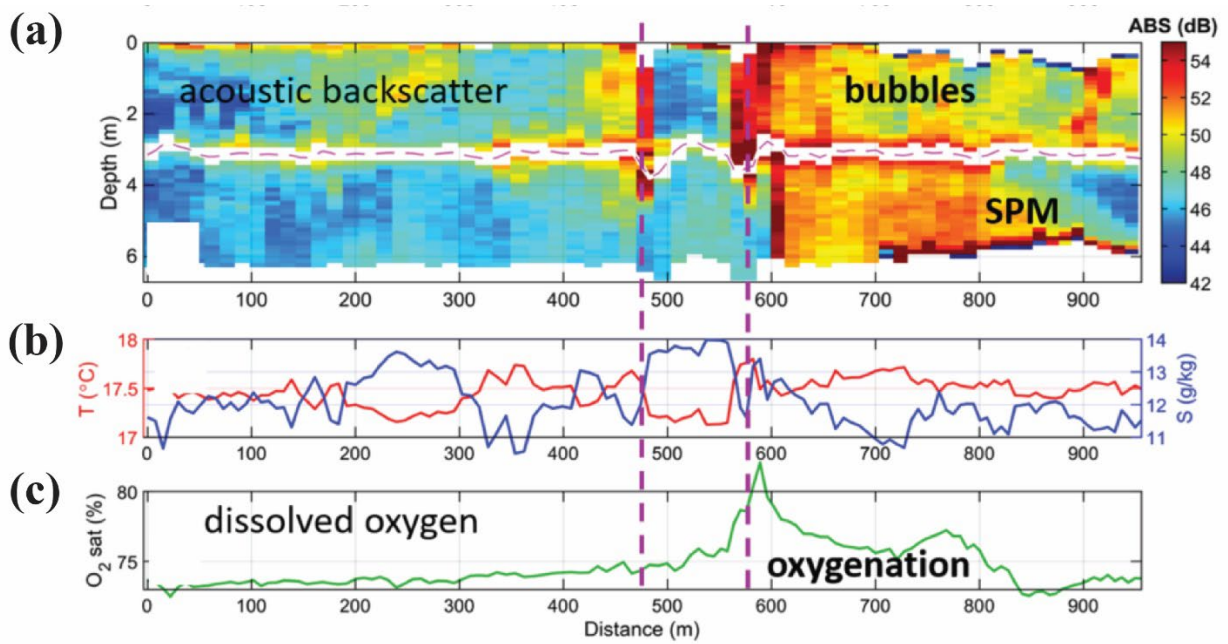 (a)
ABS (dB)
0
2
4
6
Depth (m)
acoustic backscatter
bubbles
SPM
54
52
50
48
46
44
42
0 100 200 300 400 500 600 700 800 900
(b)
18
17.5
17
T (°C)
14
13
12
11
S (g/kg)
0 100 200 300 400 500 600 700 800 900
(c)
80
75
O2 sat (%)
dissolved oxygen
oxygenation
0 100 200 300 400 500 600 700 800 900
Distance (m)